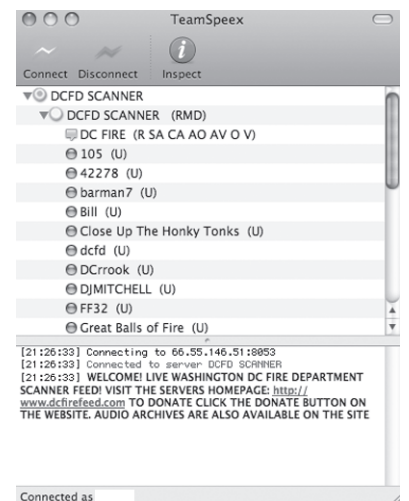 TeamSpeex
Connect Disconnect Inspect
DCFD SCANNER
DCFD SCANNER (RMD)
DC FIRE (R SA CA AO AV O V)
105 (U)
42278 (U)
barman7 (U)
Bill (U)
Close Up The Honky Tonks (U)
dcfd (U)
DCrrook (U)
DJMITCHELL (U)
FF32 (U)
Great Balls of Fire (U)
[21:26:33] Connecting to 66.55.146.51:8053
[21:26:33] Connected to server DCFD SCANNER
[21:26:33] WELCOME! LIVE WASHINGTON DC FIRE DEPARTMENT
SCANNER FEED! VISIT THE SERVERS HOMEPAGE: http://
www.dcfirefeed.com TO DONATE CLICK THE DONATE BUTTON ON
THE WEBSITE. AUDIO ARCHIVES ARE ALSO AVAILABLE ON THE SITE
Connected as